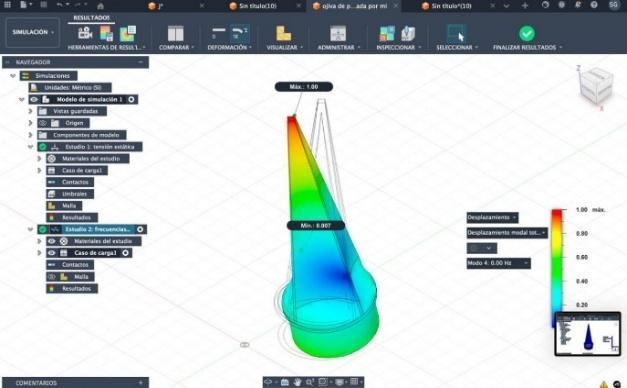 j*
Sin título(10)
ojiva de p...ada por mi
Sin título*(10)
SG
RESULTADOS
SIMULACIÓN
HERRAMIENTAS DE RESULT...
COMPARAR
DEFORMACIÓN
VISUALIZAR
ADMINISTRAR
INSPECCIONAR
SELECCIONAR
FINALIZAR RESULTADOS
NAVEGADOR
Simulaciones
Unidades: Métrico (SI)
Modelo de simulación 1
Vistas guardadas
Origen
Componentes de modelo
Estudio 1: tensión estática
Materiales del estudio
Caso de carga1
Contactos
Umbrales
Malla
Resultados
Estudio 2: frecuencias...
Materiales del estudio
Caso de carga1
Contactos
Malla
Resultados
Máx.: 1.00
Mín.: 0.007
Z
X
Desplazamiento
Desplazamiento modal tot...
Modo 4: 0.00 Hz
1.00 máx.
0.80
0.60
0.40
0.20
COMENTARIOS